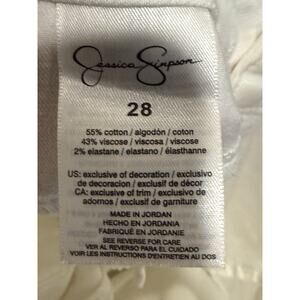 Jessica Simpson
28
55% cotton / algodón / coton
43% viscose / viscosa / viscose
2% elastane / elastano / élasthanne
US: exclusive of decoration / exclusivo
de decoracion / exclusif de décor
CA: exclusive of trim / exclusivo de
adornos / exclusif de garniture
MADE IN JORDAN
HECHO EN JORDANIA
FABRIQUÉ EN JORDANIE
SEE REVERSE FOR CARE
VER AL REVERSO PARA EL CUIDADO
VOIR LES INSTRUCTIONS D'ENTRETIEN AU DOS